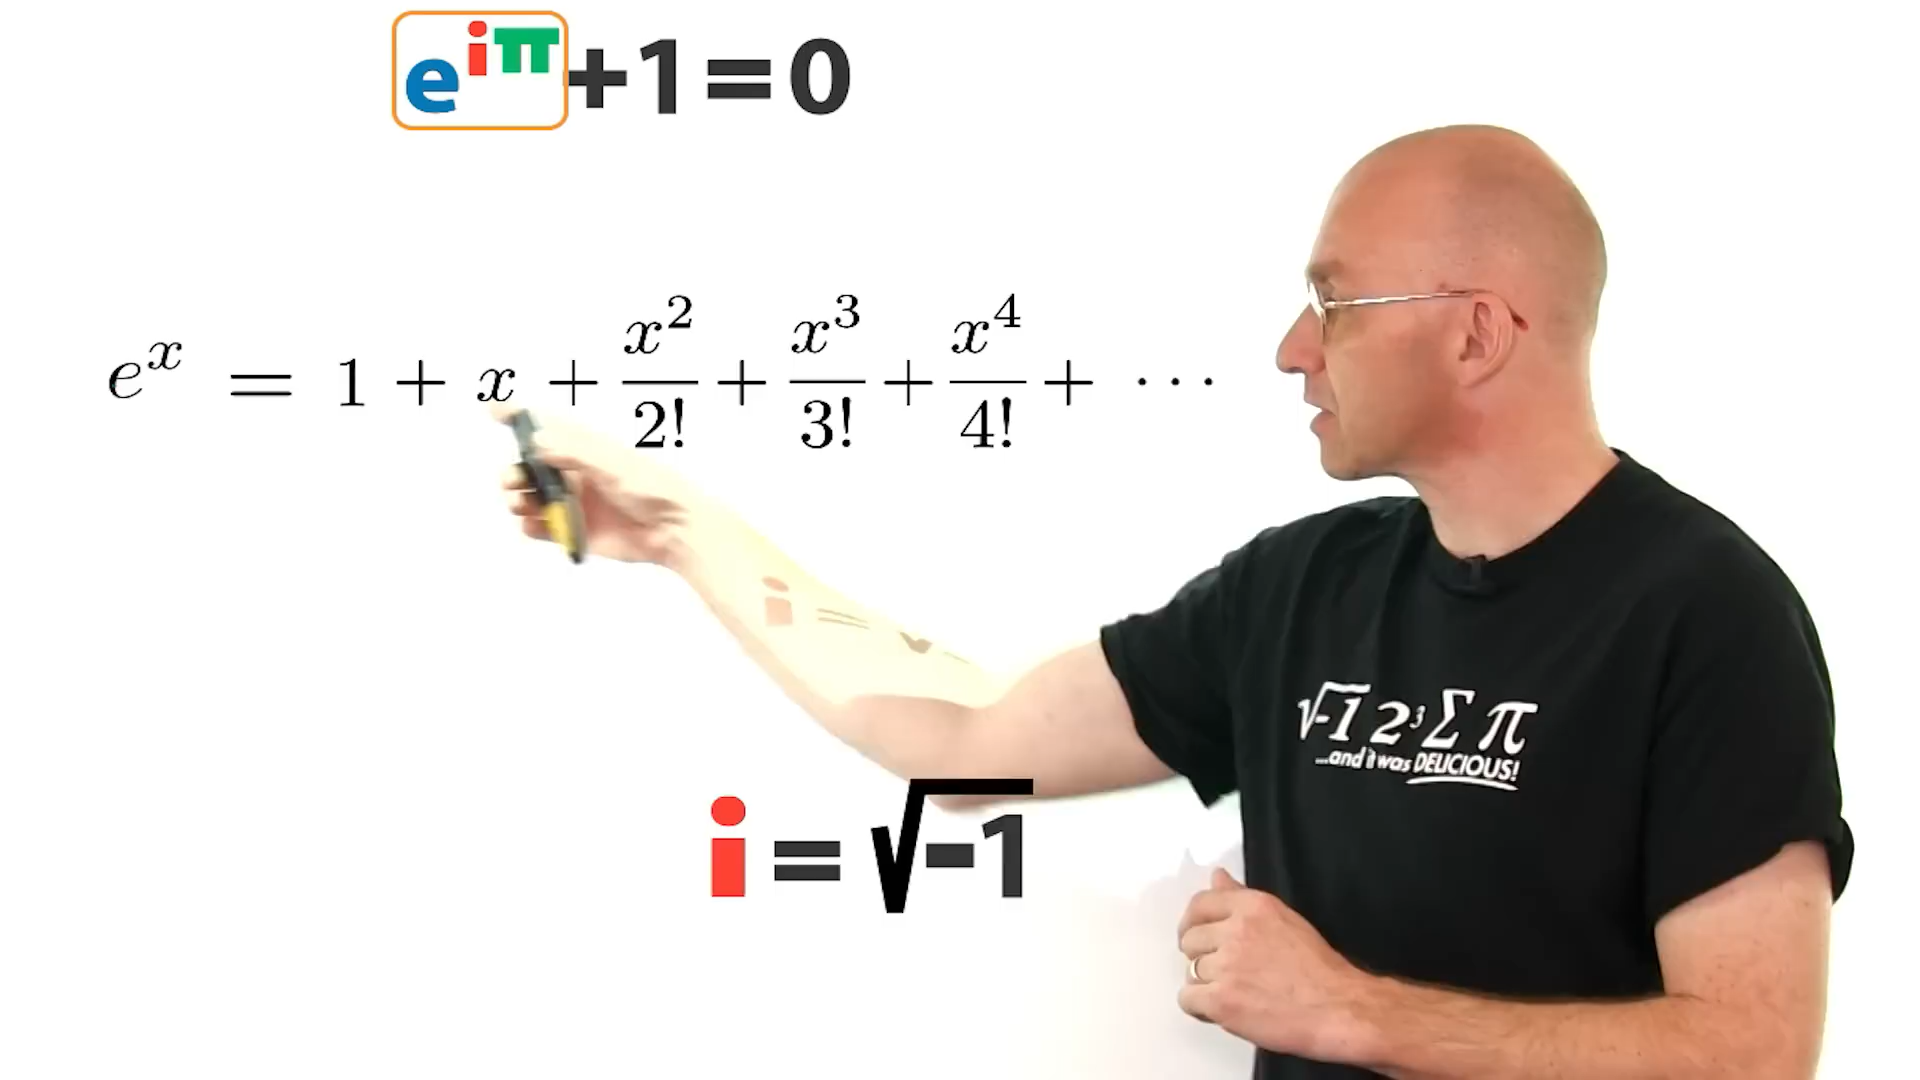 e^{iπ}+1=0
e^x = 1 + x + x^2/2! + x^3/3! + x^4/4! + ···
i = √-1
√-1 2^3 Σ π
...and it was DELICIOUS!